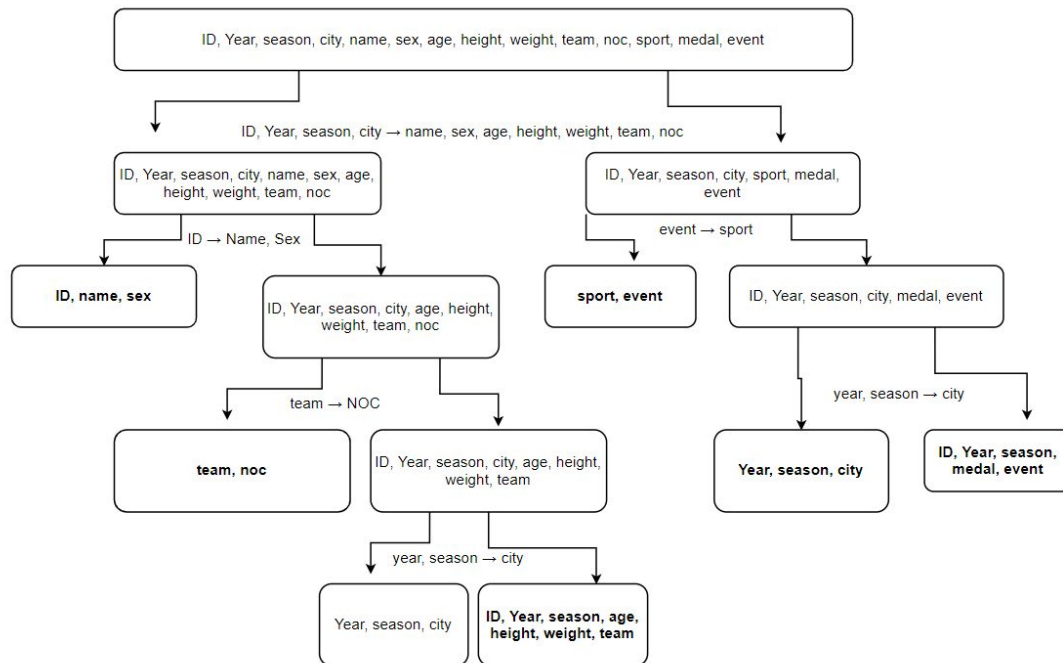 ID, Year, season, city, name, sex, age, height, weight, team, noc, sport, medal, event
ID, Year, season, city → name, sex, age, height, weight, team, noc
ID, Year, season, city, name, sex, age,
height, weight, team, noc
ID, Year, season, city, sport, medal,
event
ID → Name, Sex
event → sport
ID, name, sex
ID, Year, season, city, age, height,
weight, team, noc
sport, event
ID, Year, season, city, medal, event
team → NOC
year, season → city
team, noc
ID, Year, season, city, age, height,
weight, team
Year, season, city
ID, Year, season,
medal, event
year, season → city
Year, season, city
ID, Year, season, age,
height, weight, team